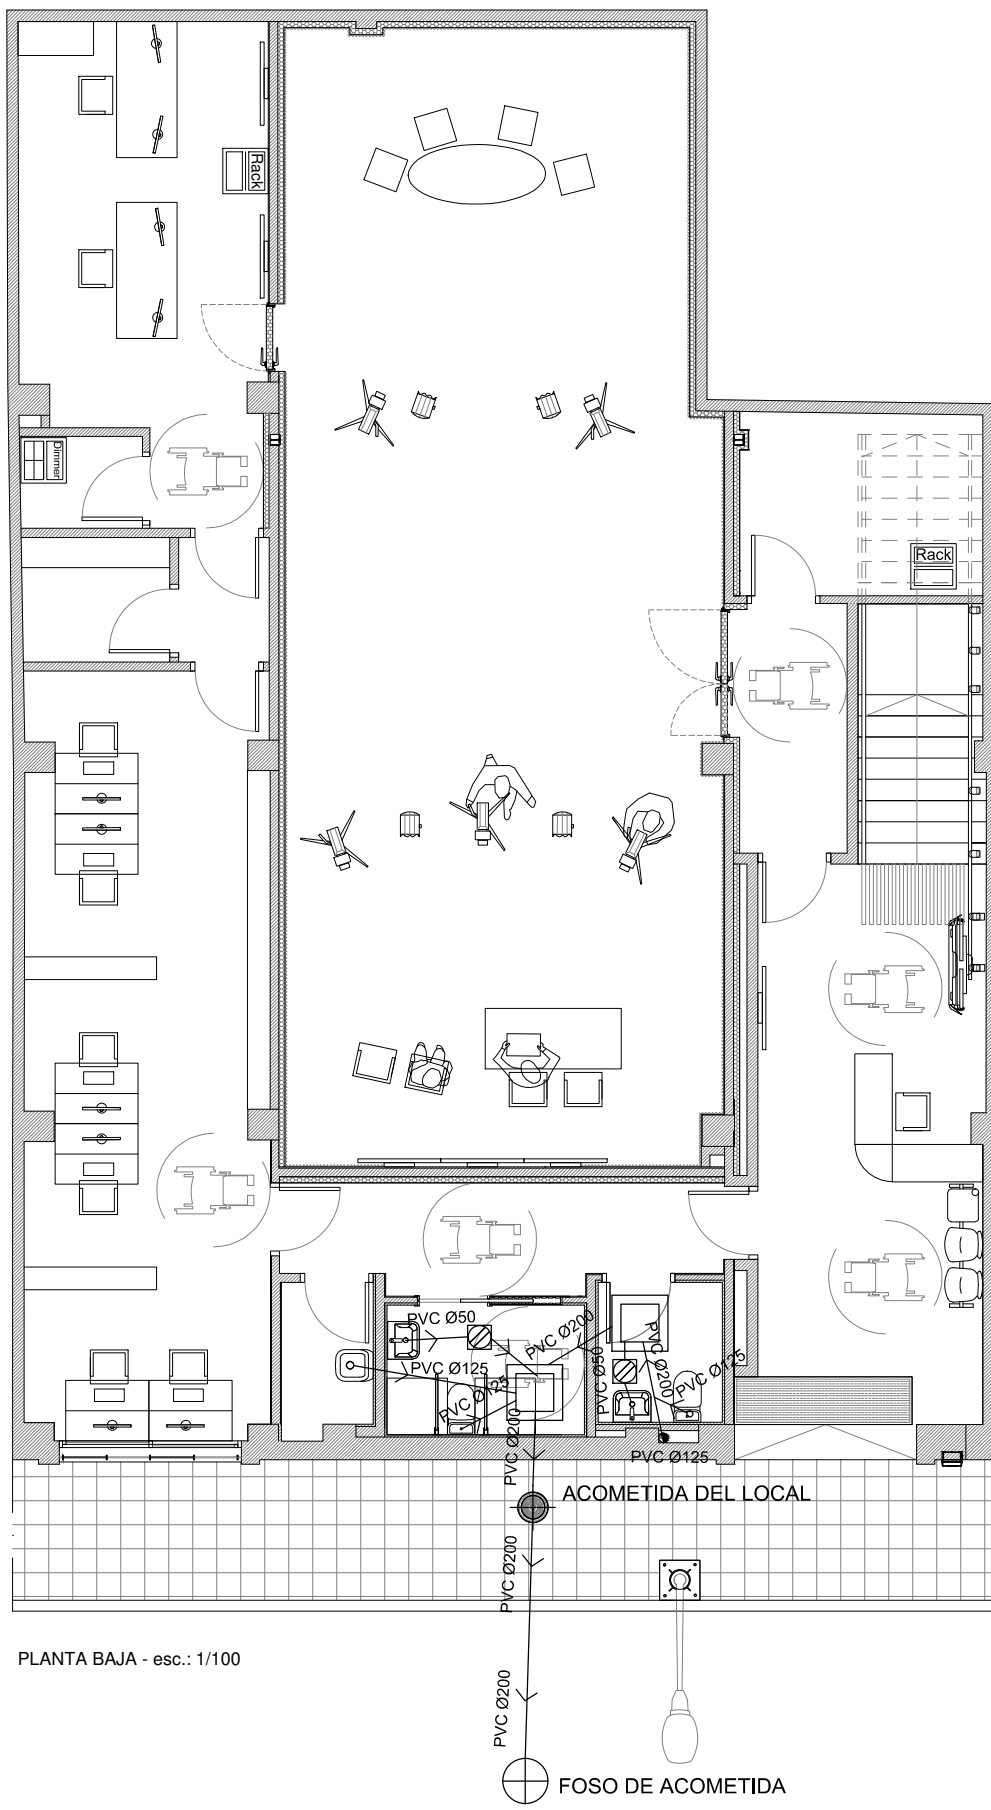 Rack
Dimmer
Rack
PVC Ø50
PVC Ø200
PVC Ø125
PVC Ø125
PVC Ø50
PVC Ø200
PVC Ø125
PVC Ø200
PVC Ø125
ACOMETIDA DEL LOCAL
PVC Ø200
PLANTA BAJA - esc.: 1/100
PVC Ø200
FOSO DE ACOMETIDA